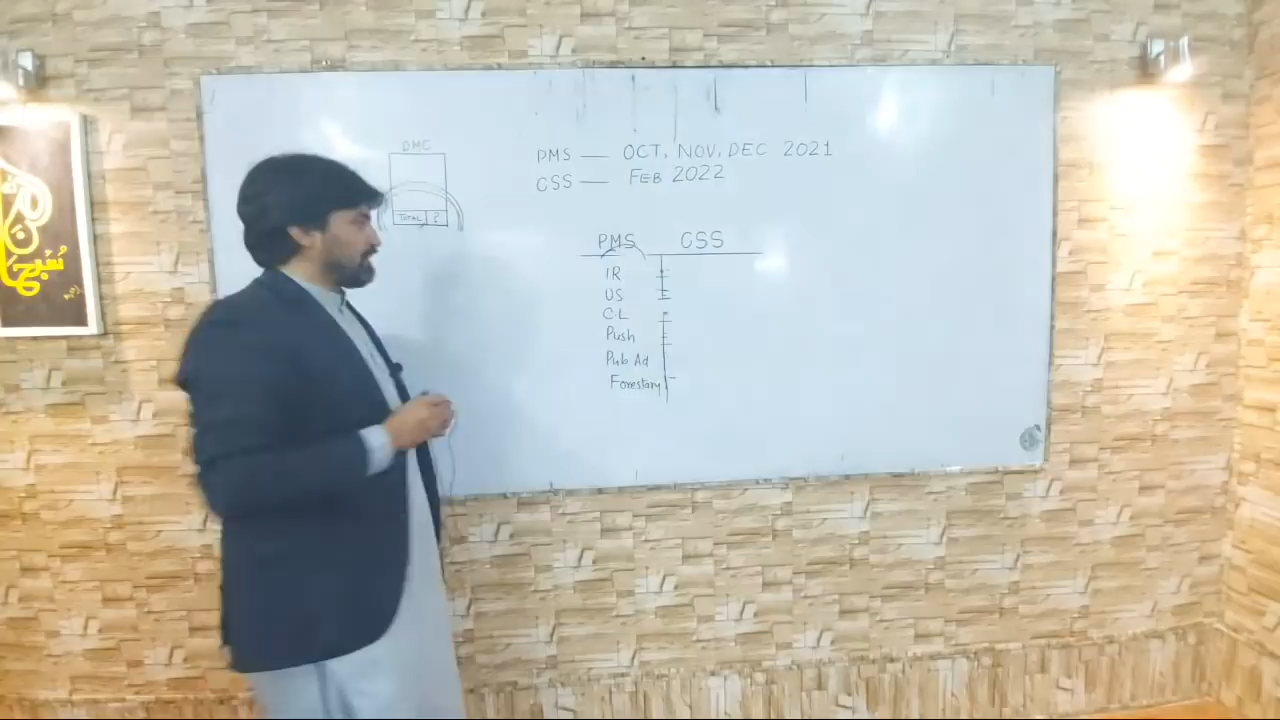 DMC
TOTAL ?
PMS — OCT, NOV, DEC 2021
CSS — FEB 2022
PMS CSS
IR
US
C.L
Push
Pub Ad
Forestary